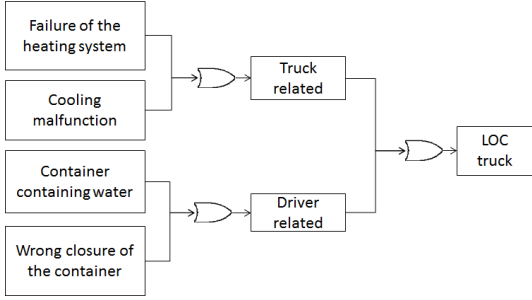 Failure of the
heating system
Cooling
malfunction
Container
containing water
Wrong closure of
the container
Truck
related
Driver
related
LOC
truck